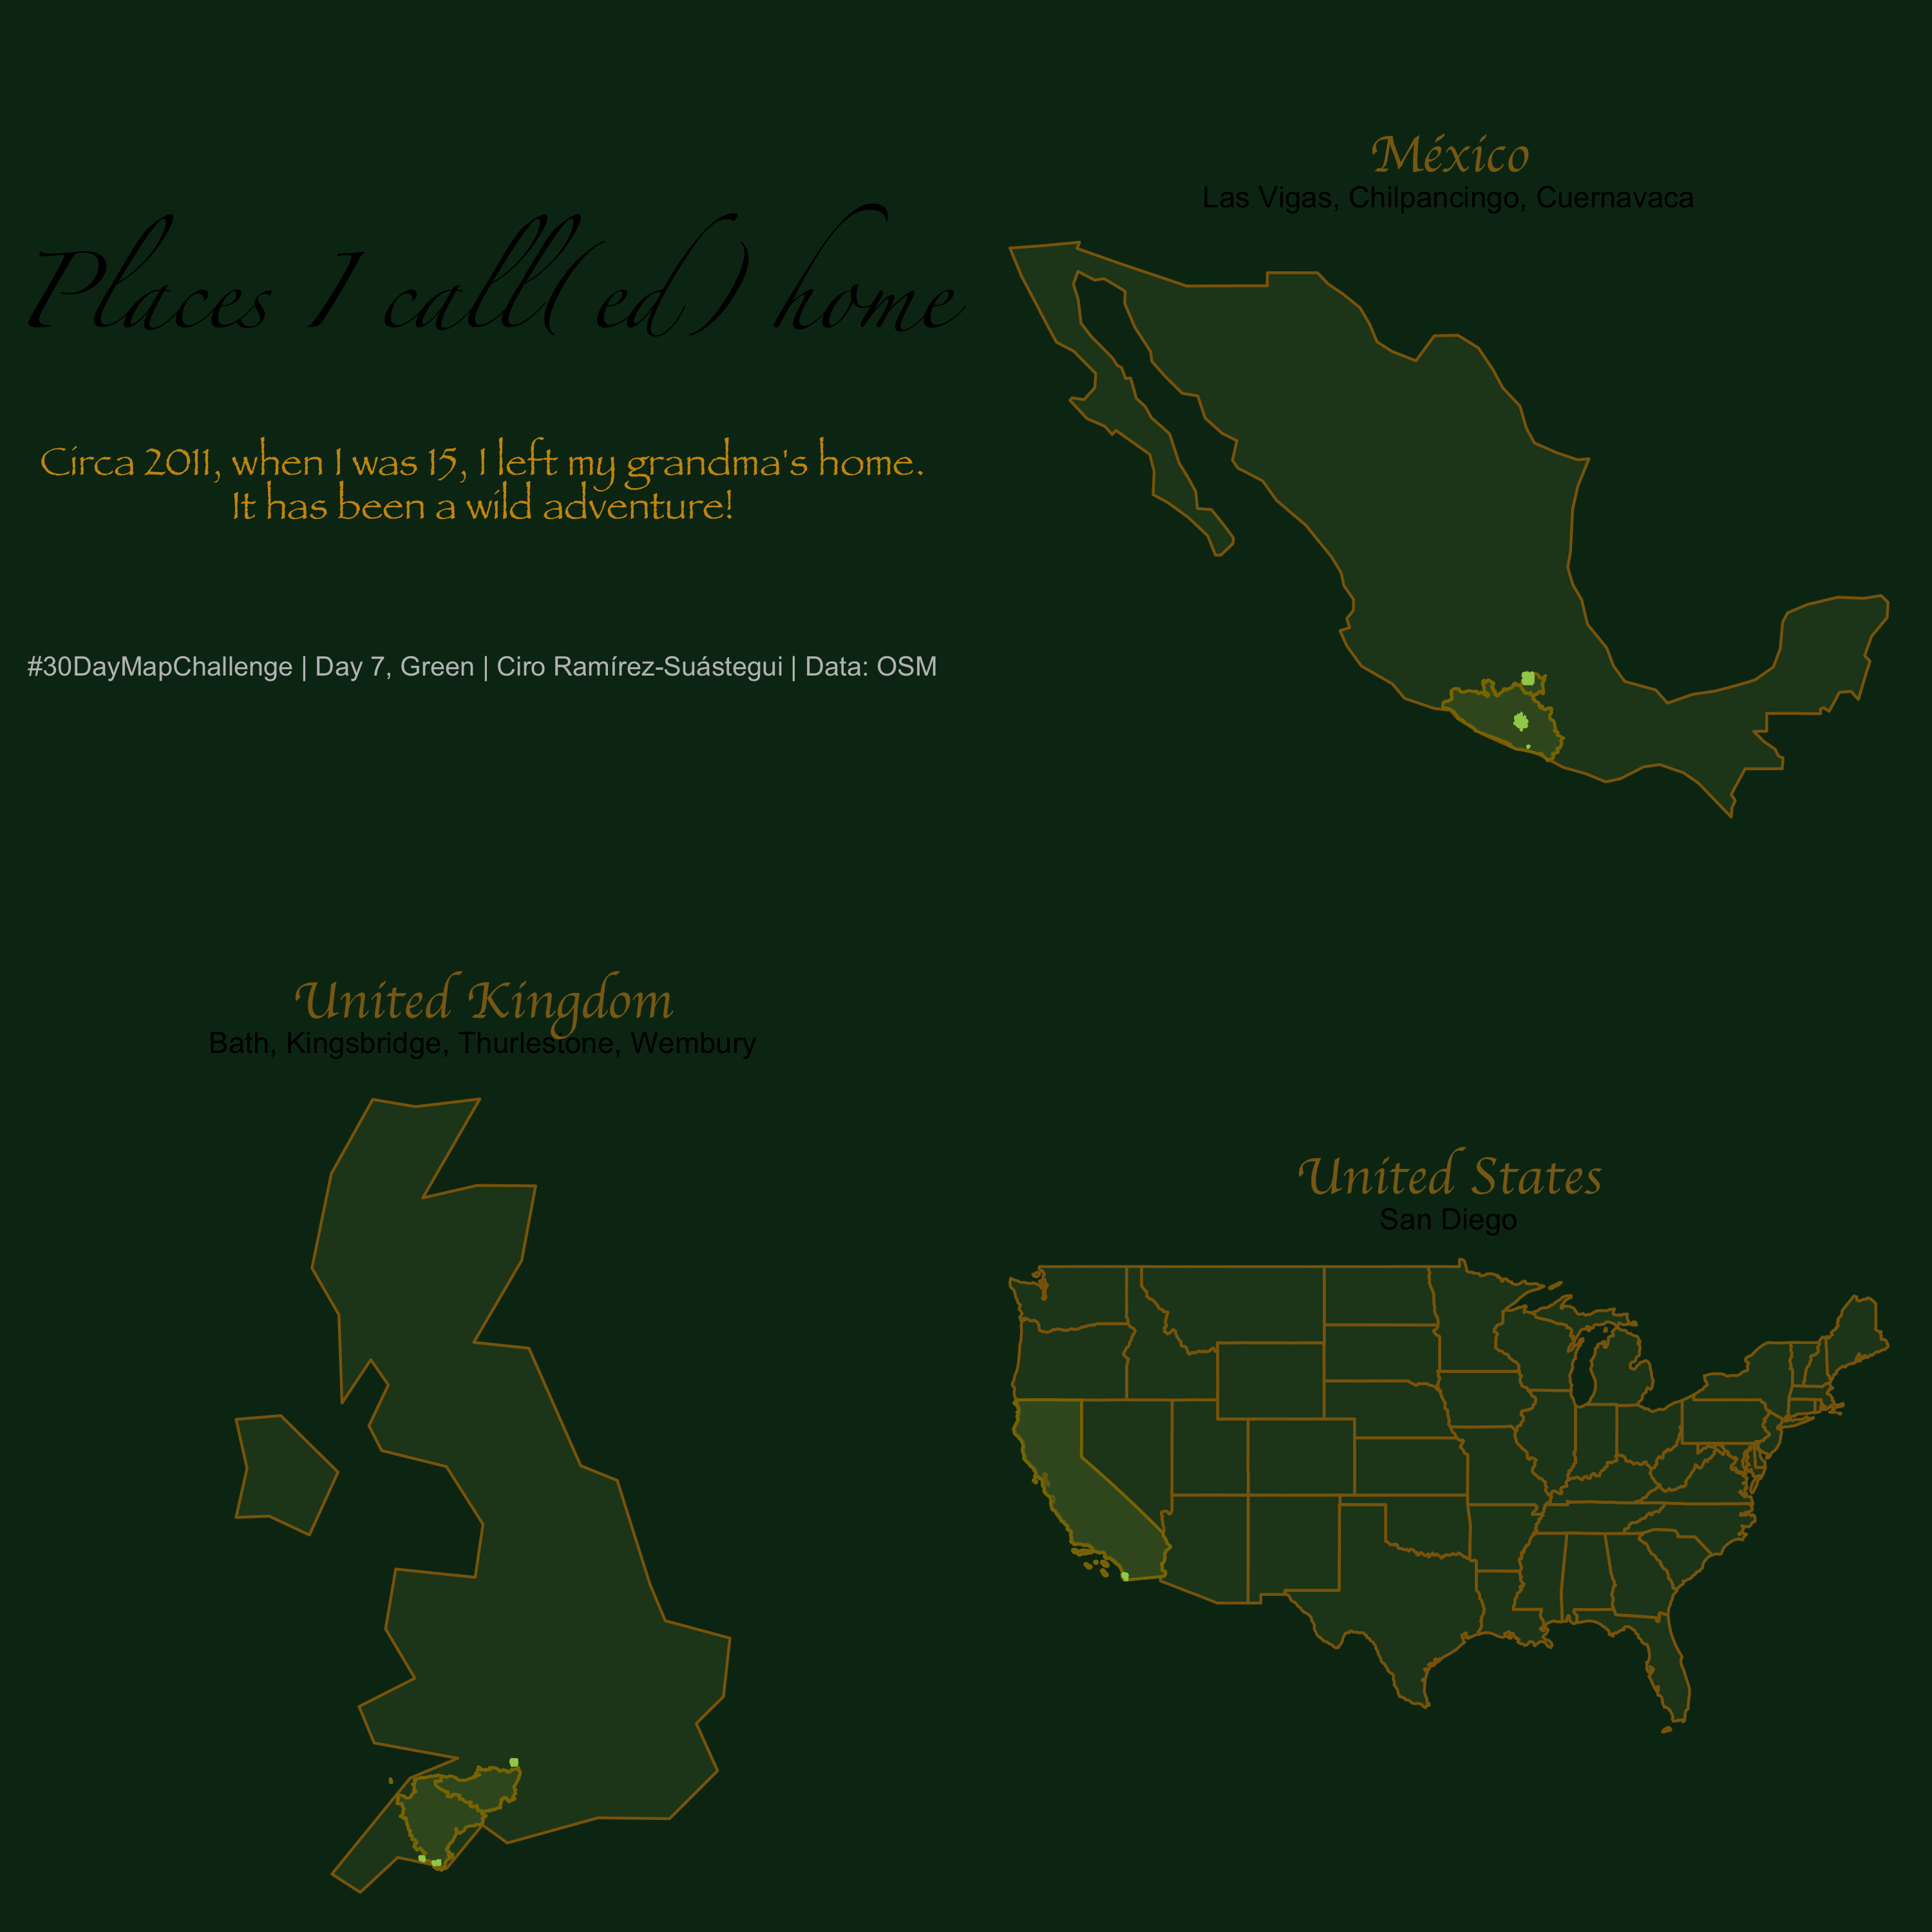 Places I call(ed) home
Circa 2011, when I was 15, I left my grandma's home.
It has been a wild adventure!
#30DayMapChallenge | Day 7, Green | Ciro Ramírez-Suástegui | Data: OSM
México
Las Vigas, Chilpancingo, Cuernavaca
United Kingdom
Bath, Kingsbridge, Thurlestone, Wembury
United States
San Diego